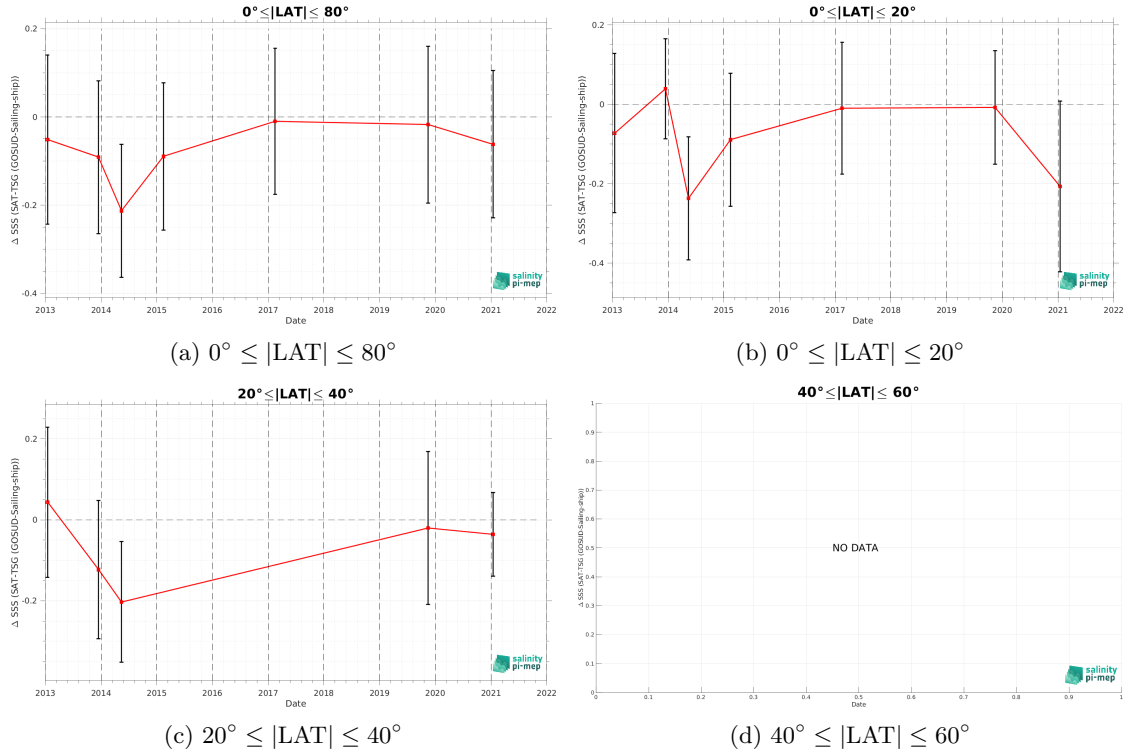 0°≤|LAT|≤ 80°
0.2
0
-0.2
-0.4
Δ SSS (SAT-TSG (GOSUD-Sailing-ship))
2013 2014 2015 2016 2017 2018 2019 2020 2021 2022
Date
salinity
pi-mep
(a) 0° ≤ |LAT| ≤ 80°
0°≤|LAT|≤ 20°
0.2
0
-0.2
-0.4
Δ SSS (SAT-TSG (GOSUD-Sailing-ship))
2013 2014 2015 2016 2017 2018 2019 2020 2021 2022
Date
salinity
pi-mep
(b) 0° ≤ |LAT| ≤ 20°
20°≤|LAT|≤ 40°
0.2
0
-0.2
Δ SSS (SAT-TSG (GOSUD-Sailing-ship))
2013 2014 2015 2016 2017 2018 2019 2020 2021 2022
Date
salinity
pi-mep
(c) 20° ≤ |LAT| ≤ 40°
40°≤|LAT|≤ 60°
1
0.9
0.8
0.7
0.6
0.5
0.4
0.3
0.2
0.1
0
Δ SSS (SAT-TSG (GOSUD-Sailing-ship))
NO DATA
0 0.1 0.2 0.3 0.4 0.5 0.6 0.7 0.8 0.9 1
Date
salinity
pi-mep
(d) 40° ≤ |LAT| ≤ 60°